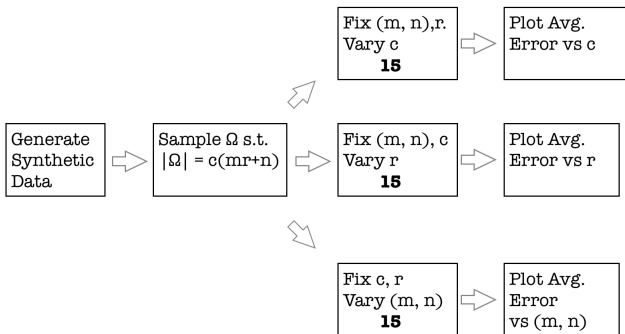 Generate
Synthetic
Data
Sample Ω s.t.
|Ω| = c(mr+n)
Fix (m, n),r.
Vary c
15
Plot Avg.
Error vs c
Fix (m, n), c
Vary r
15
Plot Avg.
Error vs r
Fix c, r
Vary (m, n)
15
Plot Avg.
Error
vs (m, n)